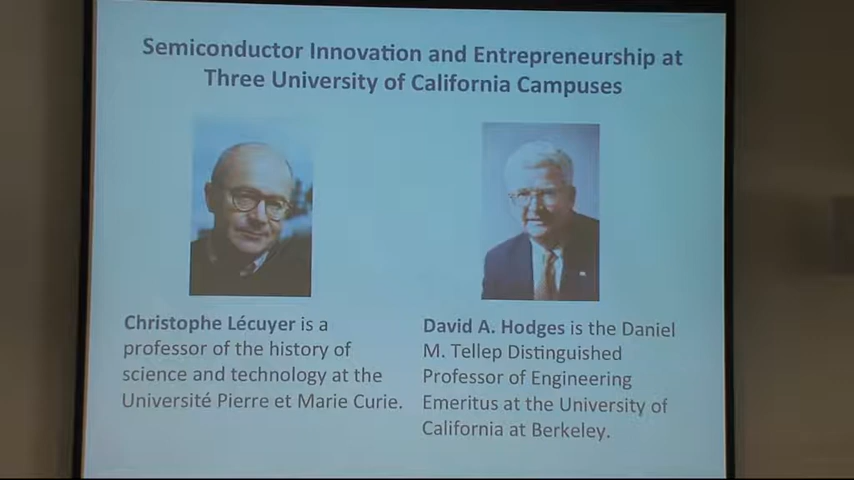 Semiconductor Innovation and Entrepreneurship at
Three University of California Campuses
Christophe Lécuyer is a
professor of the history of
science and technology at the
Université Pierre et Marie Curie.
David A. Hodges is the Daniel
M. Tellep Distinguished
Professor of Engineering
Emeritus at the University of
California at Berkeley.